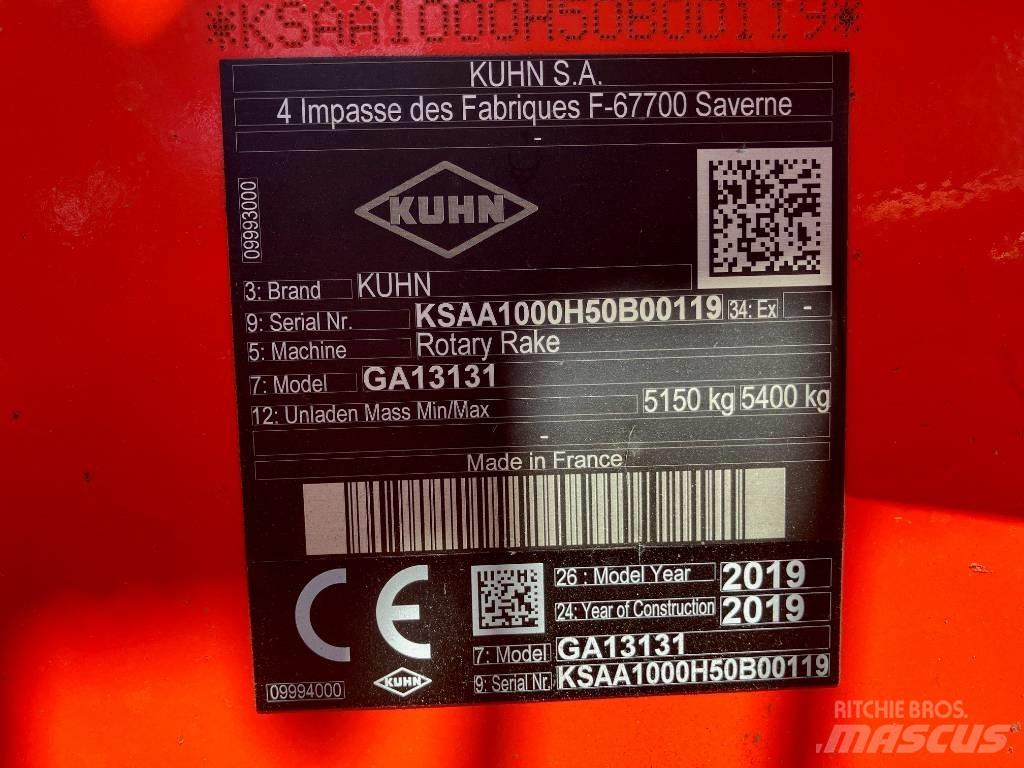 *KSAA1000H50B00119*
KUHN S.A.
4 Impasse des Fabriques F-67700 Saverne
-
09993000
KUHN
3: Brand KUHN
9: Serial Nr. KSAA1000H50B00119 34: Ex -
5: Machine Rotary Rake
7: Model GA13131
12: Unladen Mass Min/Max 5150 kg 5400 kg
-
Made in France
CE
26 : Model Year 2019
24: Year of Construction 2019
7: Model GA13131
9: Serial Nr. KSAA1000H50B00119
KUHN
09994000
RITCHIE BROS.
MASCUS